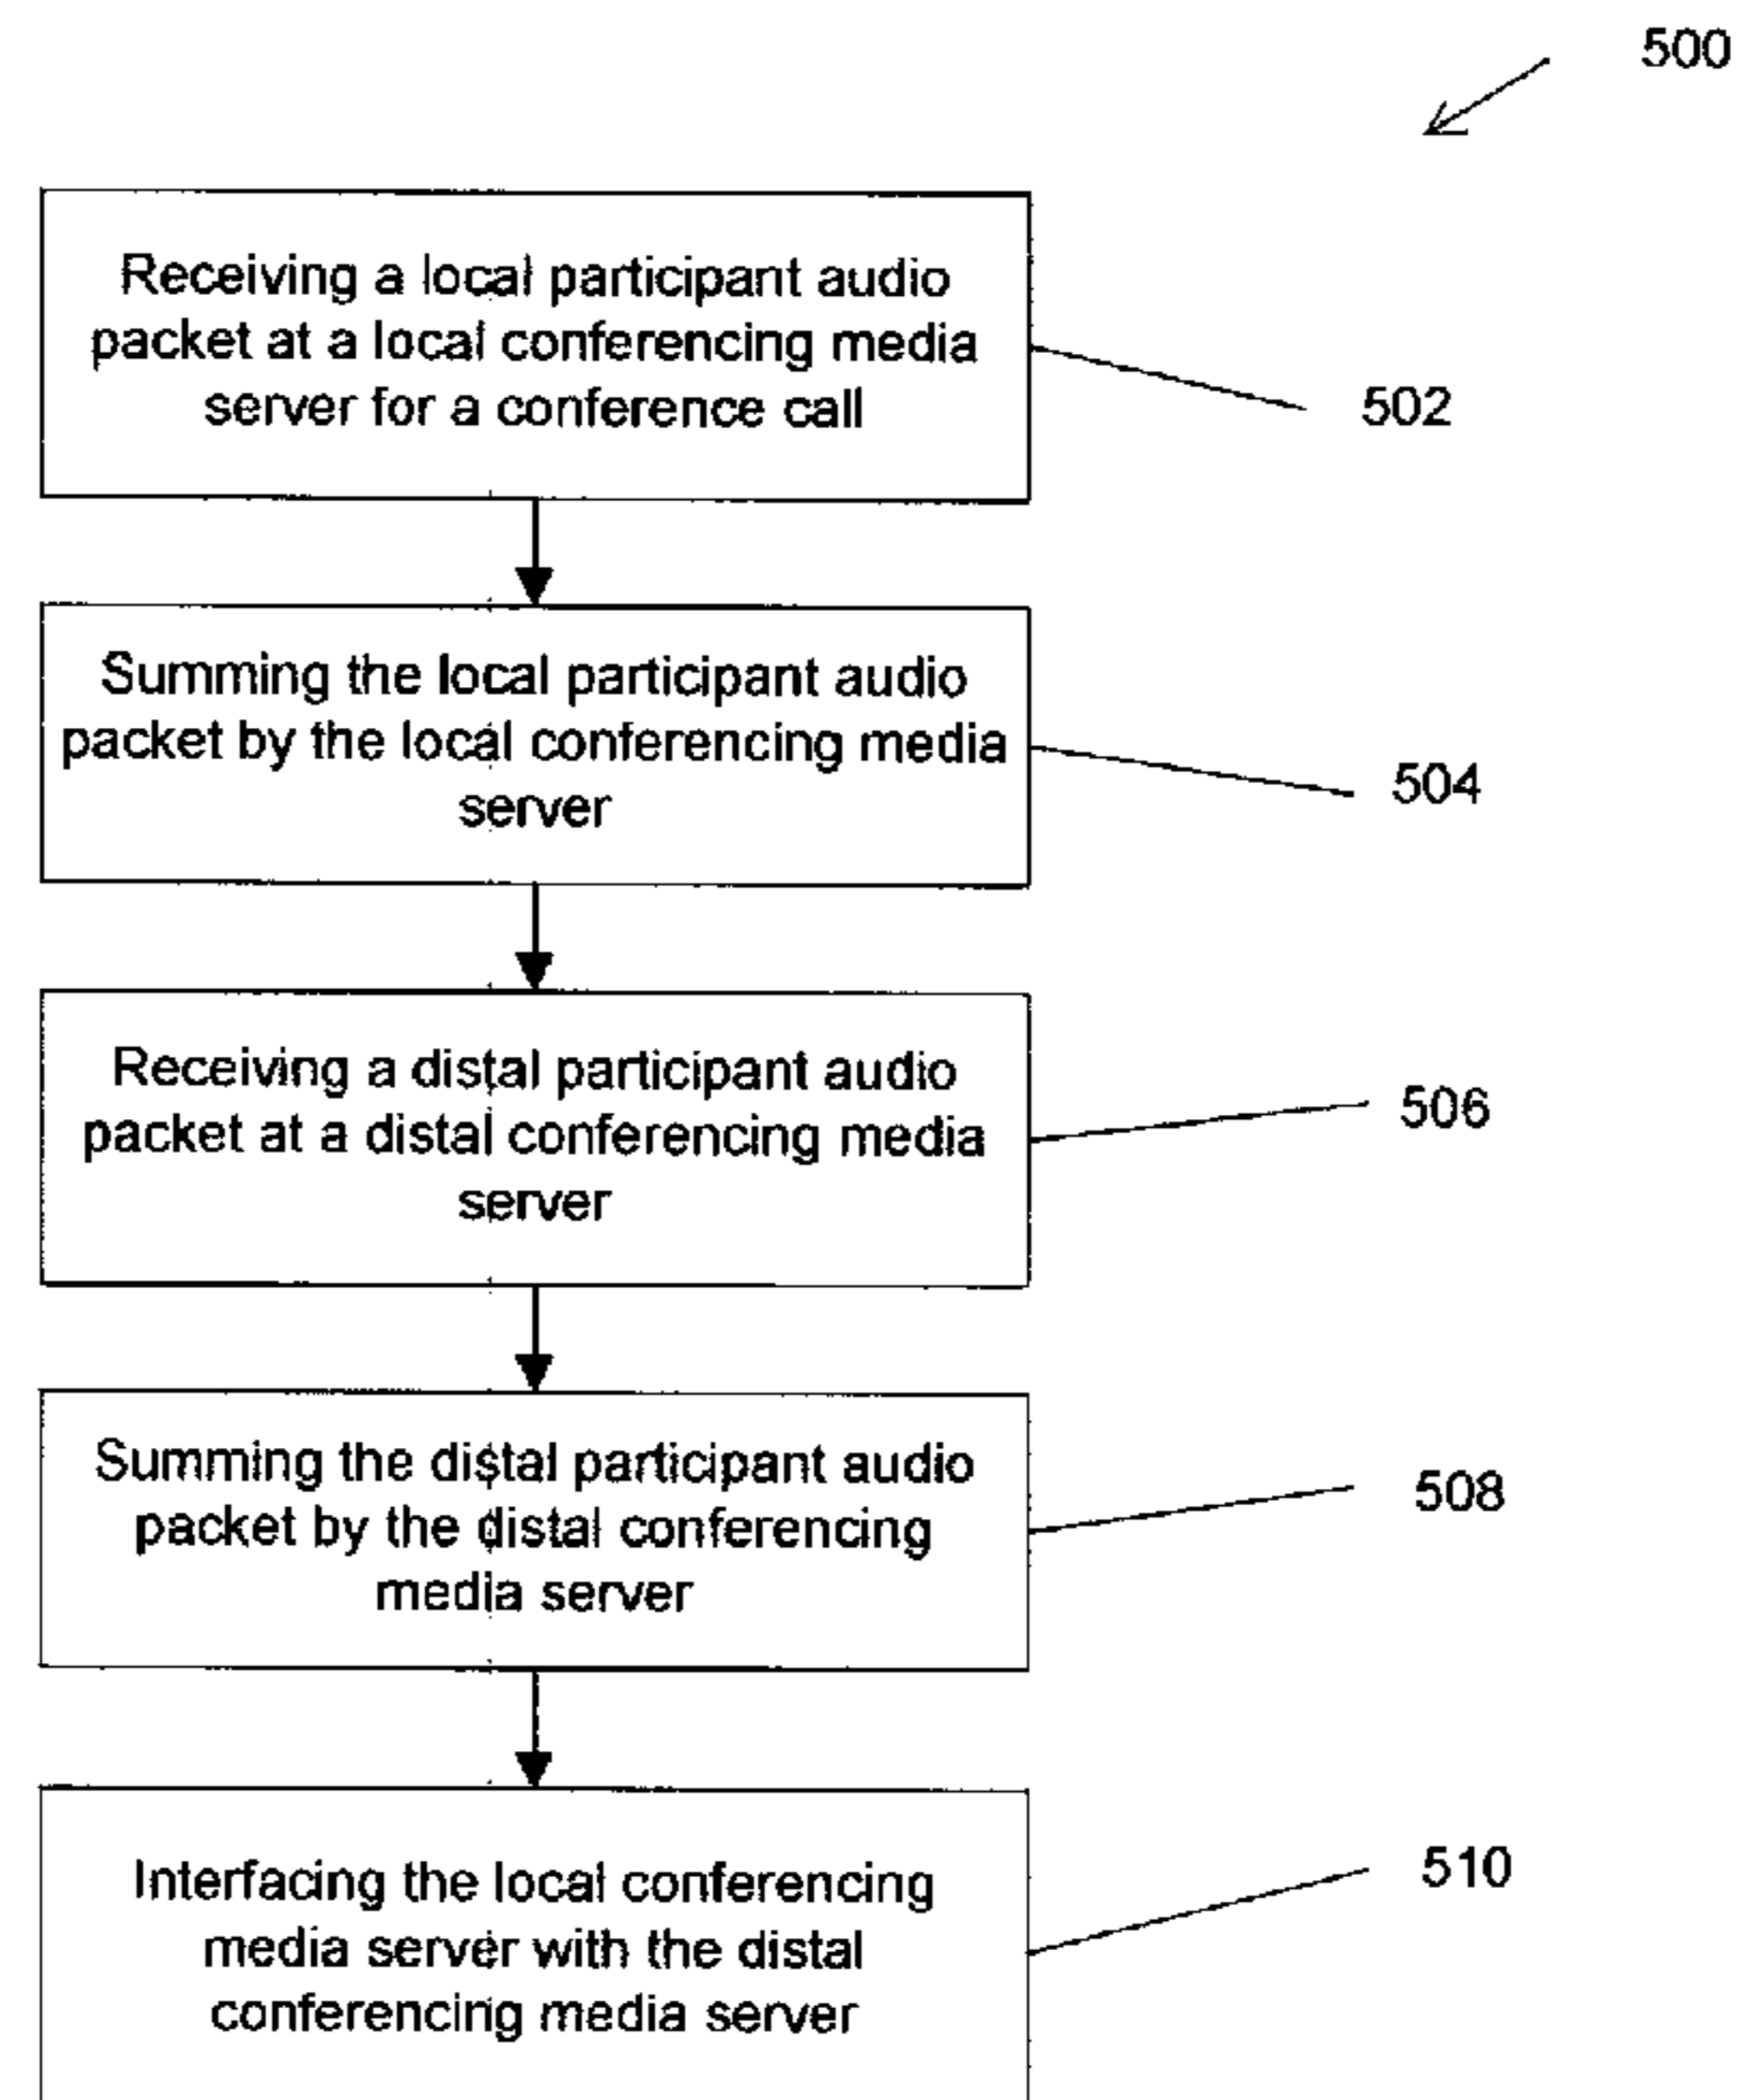 500
Receiving a local participant audio
packet at a local conferencing media
server for a conference call
502
Summing the local participant audio
packet by the local conferencing media
server
504
Receiving a distal participant audio
packet at a distal conferencing media
server
506
Summing the distal participant audio
packet by the distal conferencing
media server
508
Interfacing the local conferencing
media server with the distal
conferencing media server
510